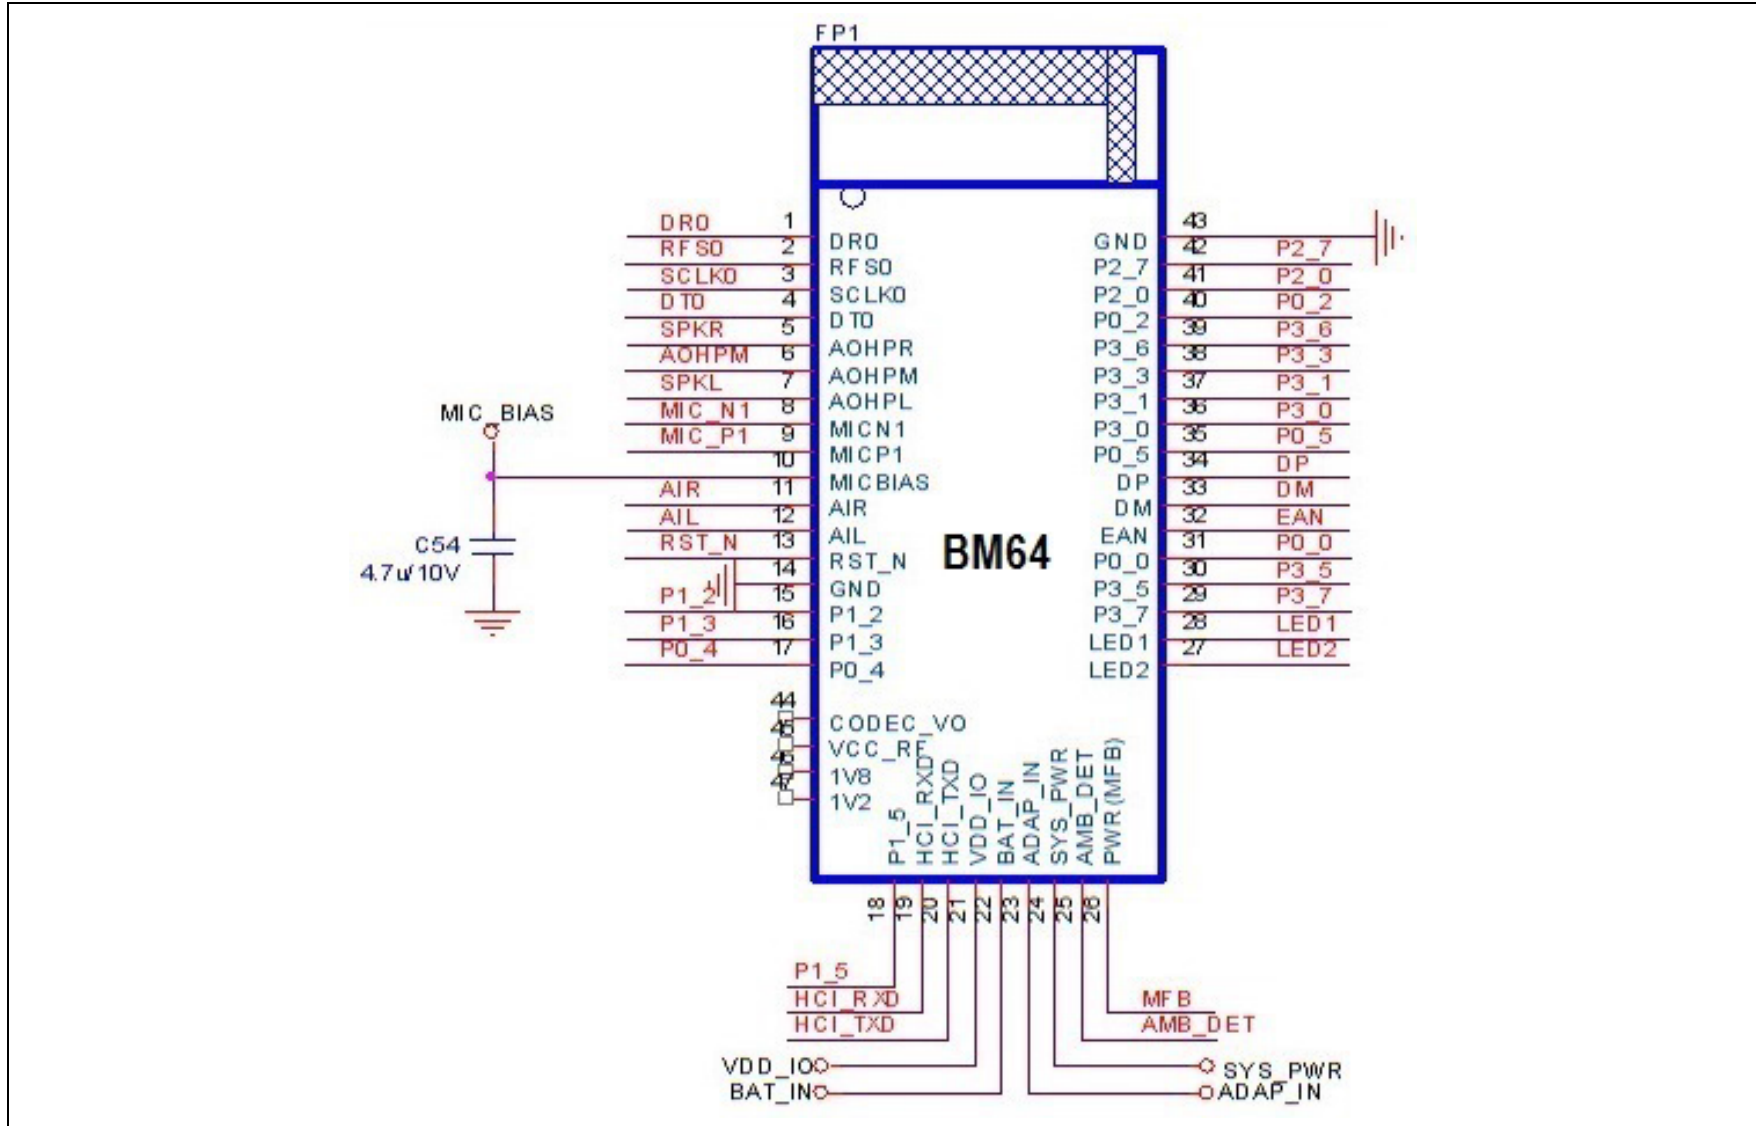 FP1
DR0 1 DR0
RFS0 2 RFS0
SCLK0 3 SCLK0
DT0 4 DT0
SPKR 5 AOHPR
AOHPM 6 AOHPM
SPKL 7 AOHPL
MIC_N1 8 MICN1
MIC_P1 9 MICP1
MIC_BIAS
10 MICBIAS
AIR 11 AIR
AIL 12 AIL
RST_N 13 RST_N
14 GND
P1_2 15 P1_2
P1_3 16 P1_3
P0_4 17 P0_4
C54
4.7u/10V
BM64
GND 43
P2_7 42 P2_7
P2_0 41 P2_0
P0_2 40 P0_2
P3_6 39 P3_6
P3_3 38 P3_3
P3_1 37 P3_1
P3_0 36 P3_0
P0_5 35 P0_5
DP 34 DP
DM 33 DM
EAN 32 EAN
P0_0 31 P0_0
P3_5 30 P3_5
P3_7 29 P3_7
LED1 28 LED1
LED2 27 LED2
44 CODEC_VO
VCC_RF
1V8
1V2
P1_5
HCI_RXD
HCI_TXD
VDD_IO
BAT_IN
ADAP_IN
SYS_PWR
AMB_DET
PWR(MFB)
18 19 20 21 22 23 24 25 26
P1_5
HCI_RXD
HCI_TXD
VDD_IO
BAT_IN
MFB
AMB_DET
SYS_PWR
ADAP_IN